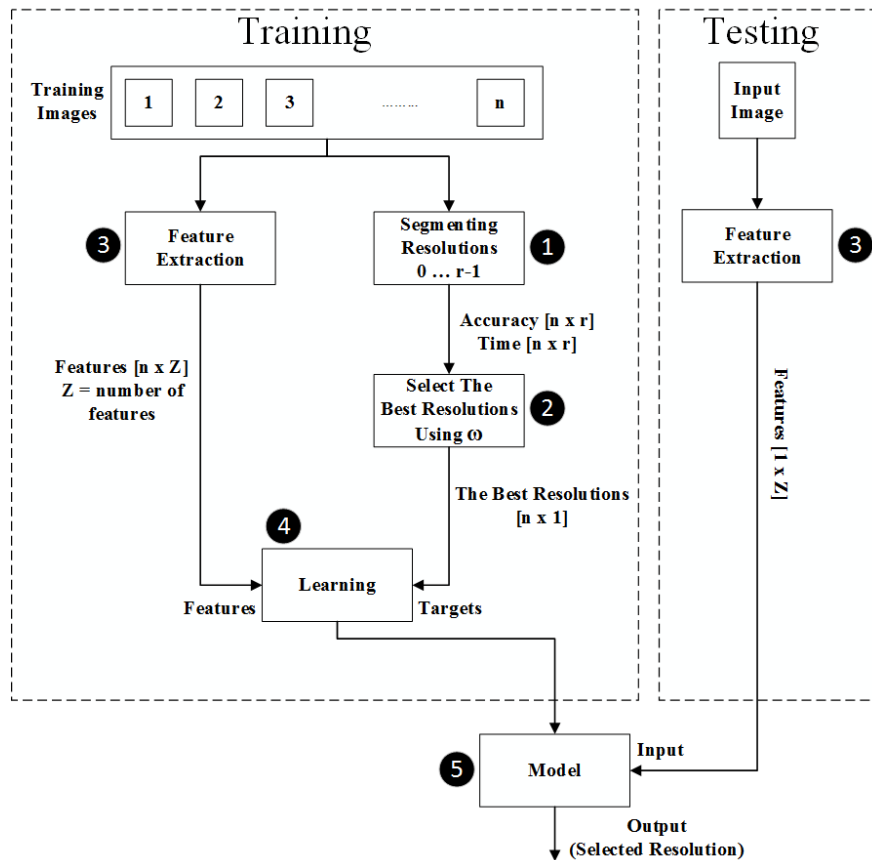 Training
Training
Images
1
2
3
.........
n
3
Feature
Extraction
Segmenting
Resolutions
0 ... r-1
1
Accuracy [n x r]
Time [n x r]
Features [n x Z]
Z = number of
features
Select The
Best Resolutions
Using ω
2
The Best Resolutions
[n x 1]
4
Learning
Features
Targets
Testing
Input
Image
Feature
Extraction
3
Features [1 x Z]
5
Model
Input
Output
(Selected Resolution)